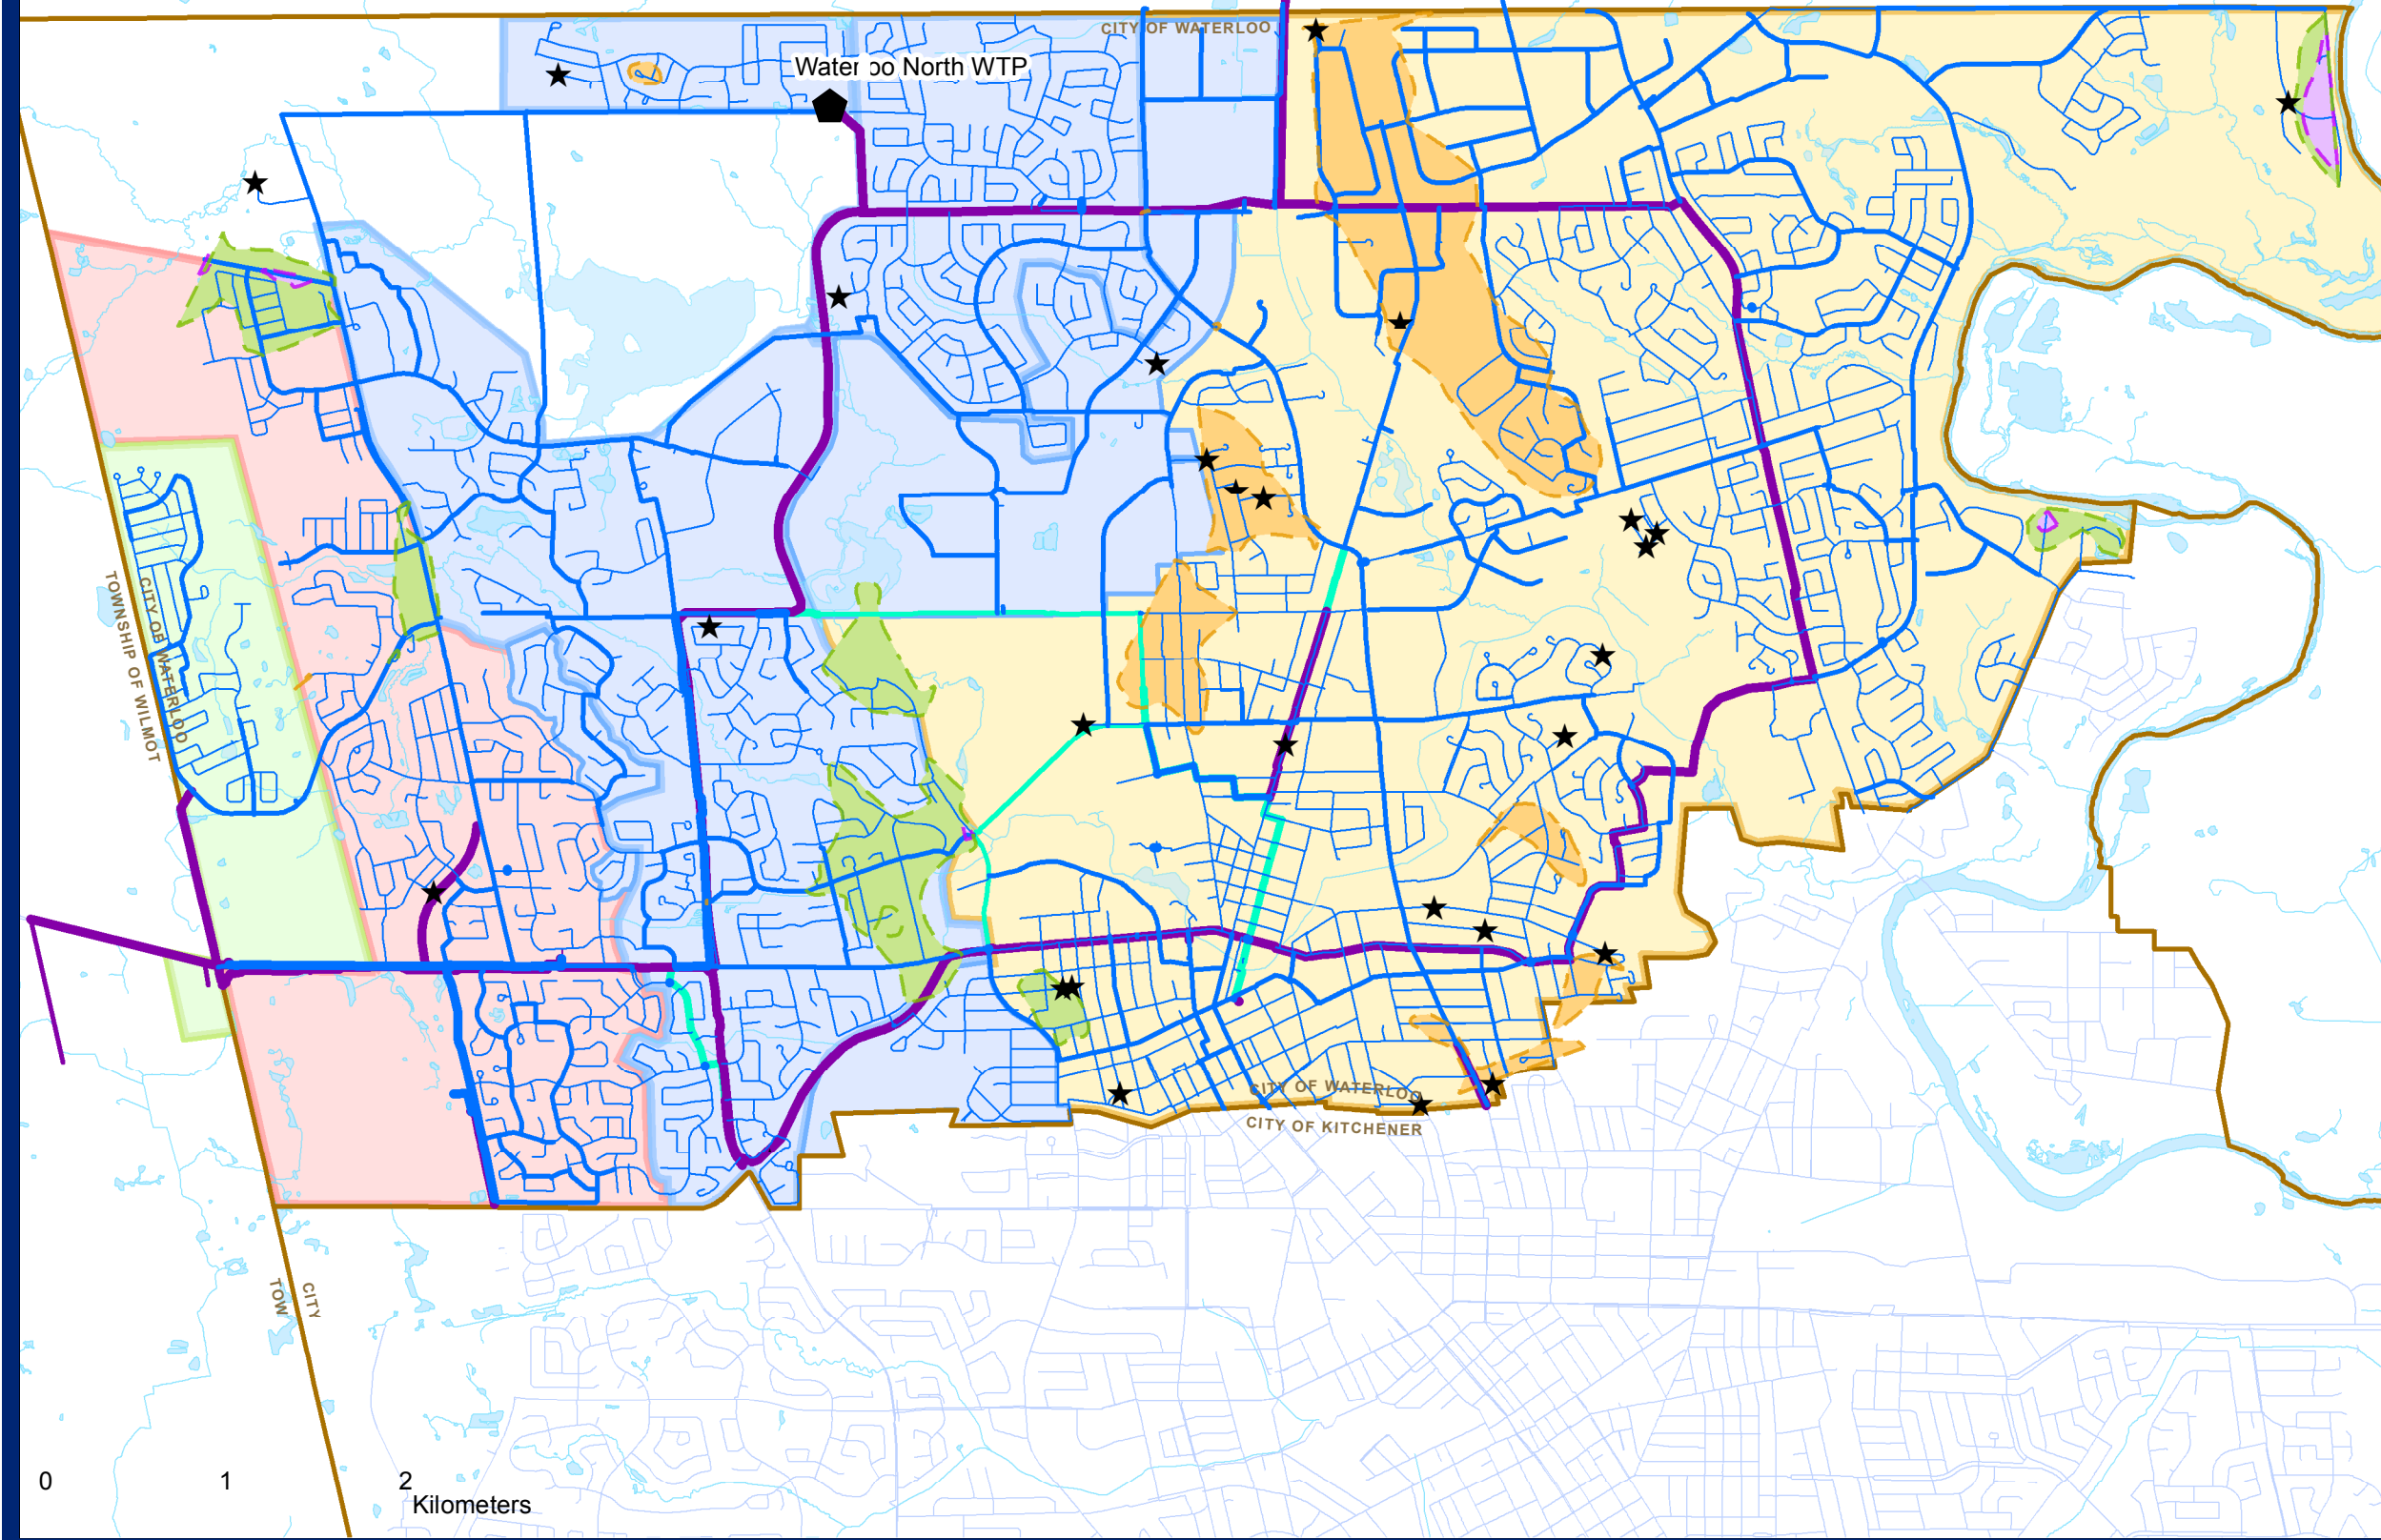 CITY OF WATERLOO
Waterloo North WTP
CITY OF WATERLOO
TOWNSHIP OF WILMOT
CITY OF WATERLOO
CITY OF KITCHENER
CITY
TOW
0 1 2
Kilometers